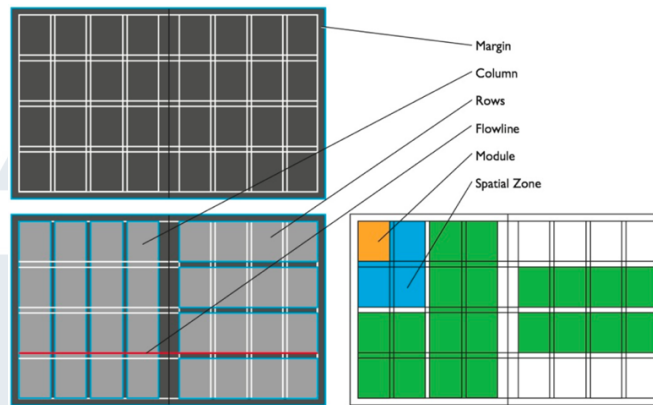 Margin
Column
Rows
Flowline
Module
Spatial Zone